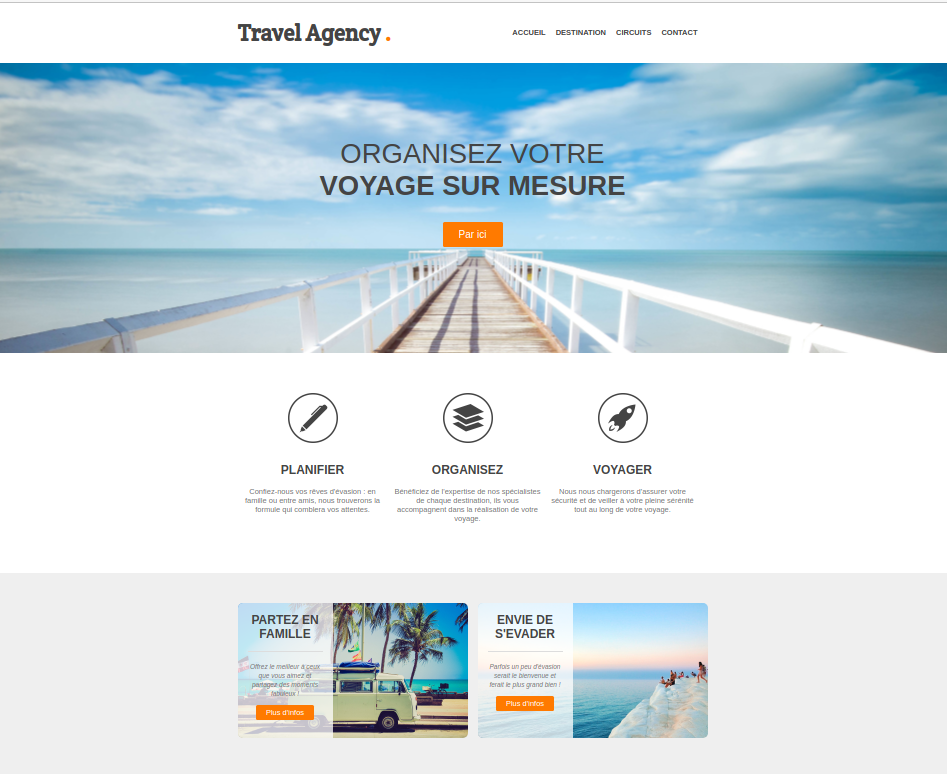 Travel Agency .
ACCUEIL DESTINATION CIRCUITS CONTACT
ORGANISEZ VOTRE
VOYAGE SUR MESURE
Par ici
PLANIFIER
Confiez-nous vos rêves d'évasion : en
famille ou entre amis, nous trouverons la
formule qui comblera vos attentes.
ORGANISEZ
Bénéficiez de l'expertise de nos spécialistes
de chaque destination, ils vous
accompagnent dans la réalisation de votre
voyage.
VOYAGER
Nous nous chargerons d'assurer votre
sécurité et de veiller à votre pleine sérénité
tout au long de votre voyage.
PARTEZ EN
FAMILLE
Offrez le meilleur à ceux
que vous aimez et
partagez des moments
fabuleux !
Plus d'infos
ENVIE DE
S'EVADER
Parfois un peu d'évasion
serait le bienvenue et
ferait le plus grand bien !
Plus d'infos